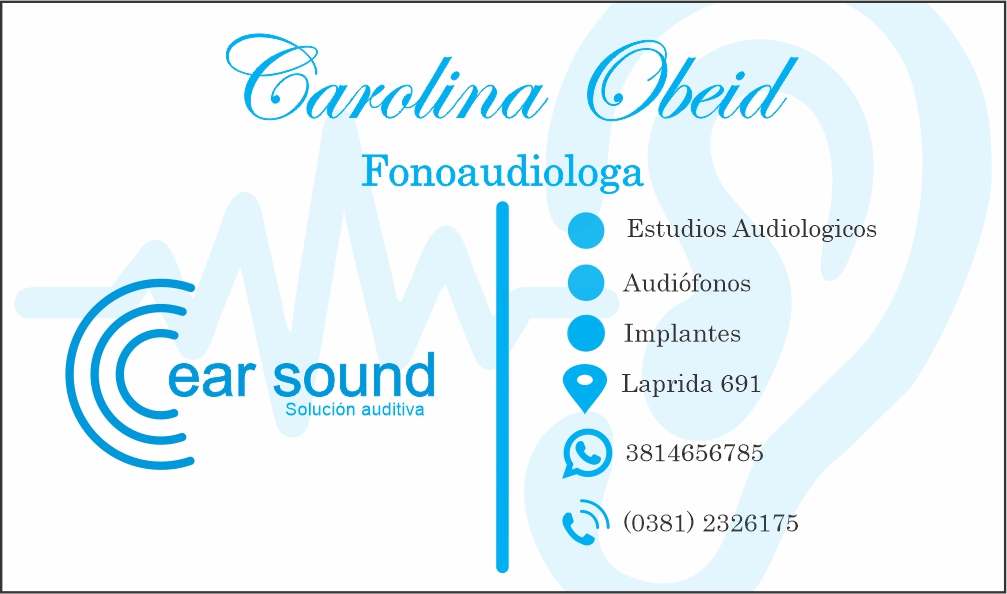 Carolina Obeid
Fonoaudiologa
ear sound
Solución auditiva
Estudios Audiologicos
Audiófonos
Implantes
Laprida 691
3814656785
(0381) 2326175